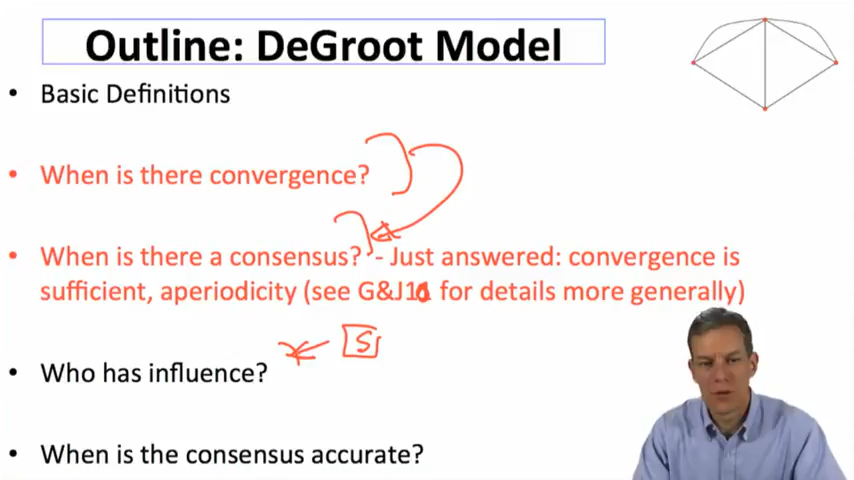 Outline: DeGroot Model
• Basic Definitions
• When is there convergence?
• When is there a consensus? - Just answered: convergence is
sufficient, aperiodicity (see G&J10 for details more generally)
S
• Who has influence?
• When is the consensus accurate?